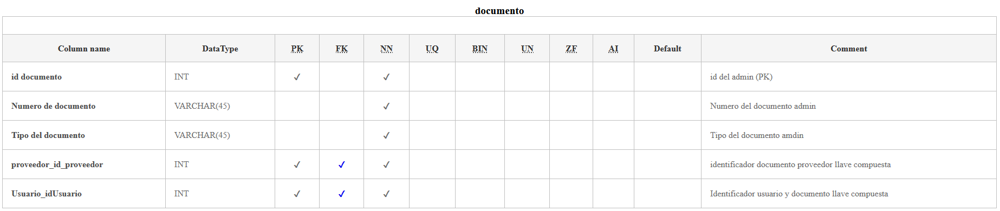 documento
Column name DataType PK FK NN UQ BIN UN ZF AI Default Comment
id documento INT ✓ ✓ id del admin (PK)
Numero de documento VARCHAR(45) ✓ Numero del documento admin
Tipo del documento VARCHAR(45) ✓ Tipo del documento amdin
proveedor_id_proveedor INT ✓ ✓ ✓ identificador documento proveedor llave compuesta
Usuario_idUsuario INT ✓ ✓ ✓ Identificador usuario y documento llave compuesta